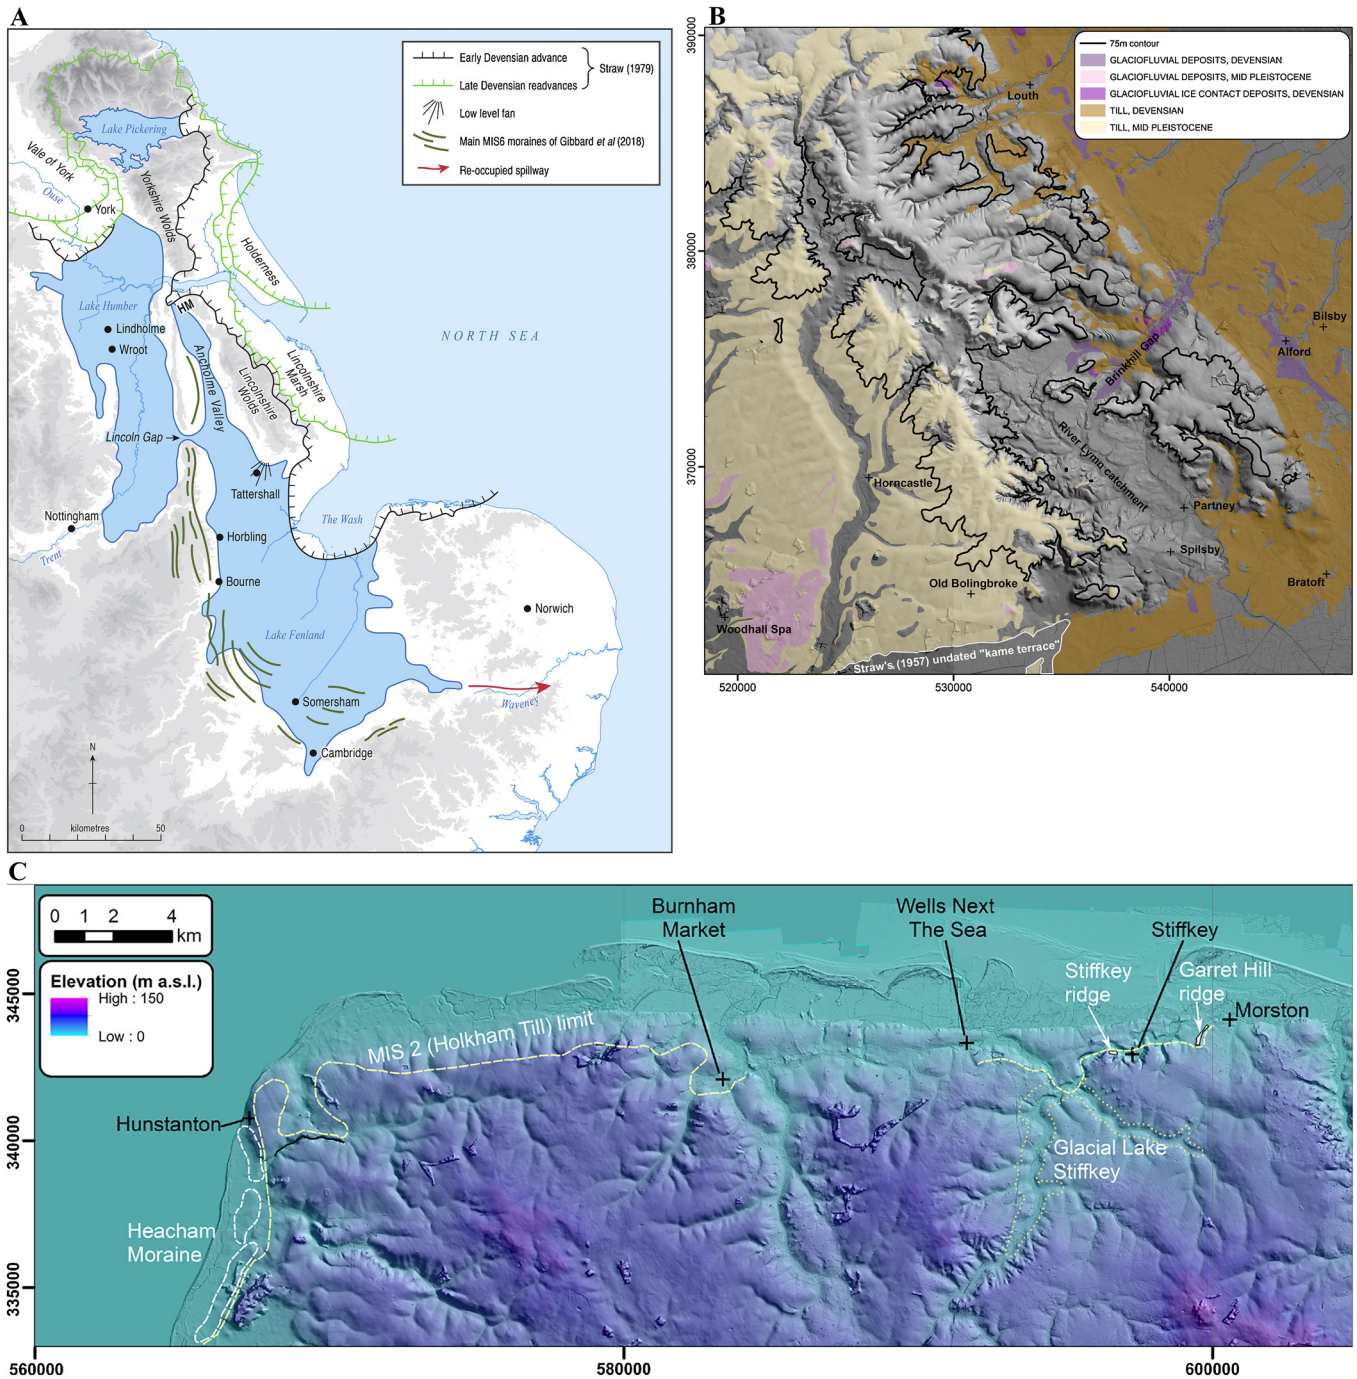 A
Early Devensian advance
Straw (1979)
Late Devensian readvances
Low level fan
Main MIS6 moraines of Gibbard et al (2018)
Re-occupied spillway
Lake Pickering
Vale of York
Ouse
York
Yorkshire Wolds
Holderness
HM
Lake Humber
Lindholme
Wroot
NORTH SEA
Ancholme Valley
Lincolnshire
Wolds
Lincolnshire
Marsh
Lincoln Gap
Tattershall
The Wash
Nottingham
Trent
Horbling
Bourne
Norwich
Lake Fenland
Somersham
Waveney
Cambridge
N
0 kilometres 50
B
390000
380000
370000
75m contour
GLACIOFLUVIAL DEPOSITS, DEVENSIAN
GLACIOFLUVIAL DEPOSITS, MID PLEISTOCENE
GLACIOFLUVIAL ICE CONTACT DEPOSITS, DEVENSIAN
TILL, DEVENSIAN
TILL, MID PLEISTOCENE
Louth
Bilsby
Alford
Brinkhill Gap
River Lymn catchment
Horncastle
Partney
Spilsby
Old Bolingbroke
Bratoft
Woodhall Spa
Straw's (1957) undated "kame terrace"
520000
530000
540000
C
0 1 2 4
km
Elevation (m a.s.l.)
High : 150
Low : 0
345000
340000
335000
Burnham
Market
Wells Next
The Sea
Stiffkey
Stiffkey
ridge
Garret Hill
ridge
Morston
MIS 2 (Holkham Till) limit
Hunstanton
Glacial Lake
Stiffkey
Heacham
Moraine
560000
580000
600000